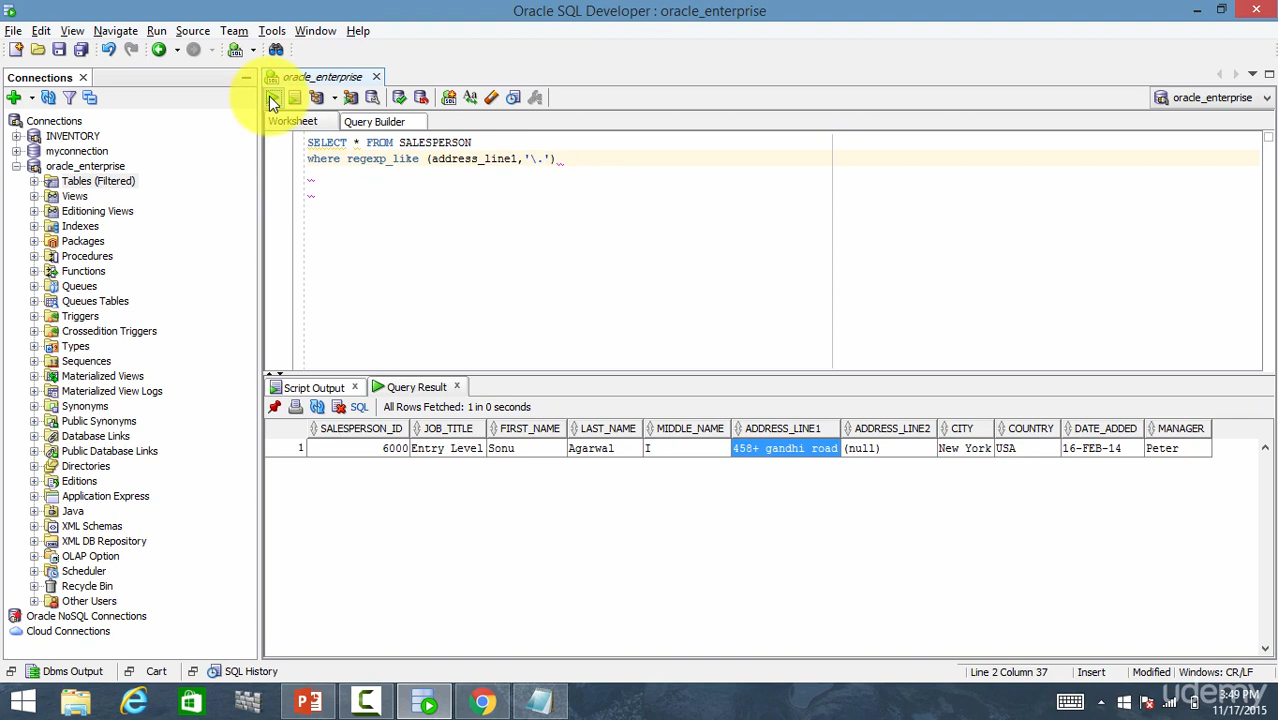 Oracle SQL Developer : oracle_enterprise
File Edit View Navigate Run Source Team Tools Window Help
Connections
oracle_enterprise
oracle_enterprise
Worksheet Query Builder
Connections
INVENTORY
myconnection
oracle_enterprise
Tables (Filtered)
Views
Editioning Views
Indexes
Packages
Procedures
Functions
Queues
Queues Tables
Triggers
Crossedition Triggers
Types
Sequences
Materialized Views
Materialized View Logs
Synonyms
Public Synonyms
Database Links
Public Database Links
Directories
Editions
Application Express
Java
XML Schemas
XML DB Repository
OLAP Option
Scheduler
Recycle Bin
Other Users
Oracle NoSQL Connections
Cloud Connections
SELECT * FROM SALESPERSON
where regexp_like (address_line1,'\.')
Script Output Query Result
SQL All Rows Fetched: 1 in 0 seconds
SALESPERSON_ID JOB_TITLE FIRST_NAME LAST_NAME MIDDLE_NAME ADDRESS_LINE1 ADDRESS_LINE2 CITY COUNTRY DATE_ADDED MANAGER
1 6000 Entry Level Sonu Agarwal I 458+ gandhi road (null) New York USA 16-FEB-14 Peter
Dbms Output Cart SQL History Line 2 Column 37 Insert Modified Windows: CR/LF
3:49 PM
11/17/2015
udemy